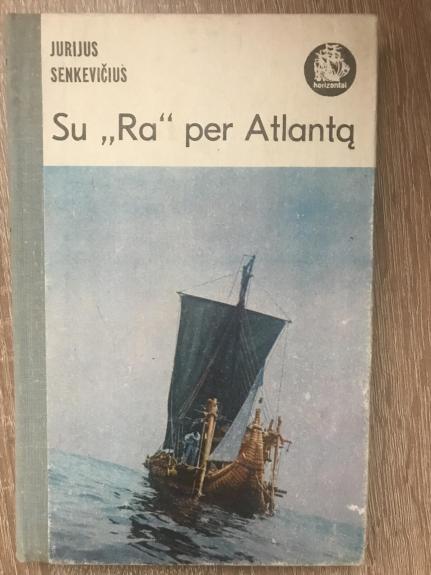 JURIJUS
SENKEVIČIUS
horizontai
Su „Ra“ per Atlantą